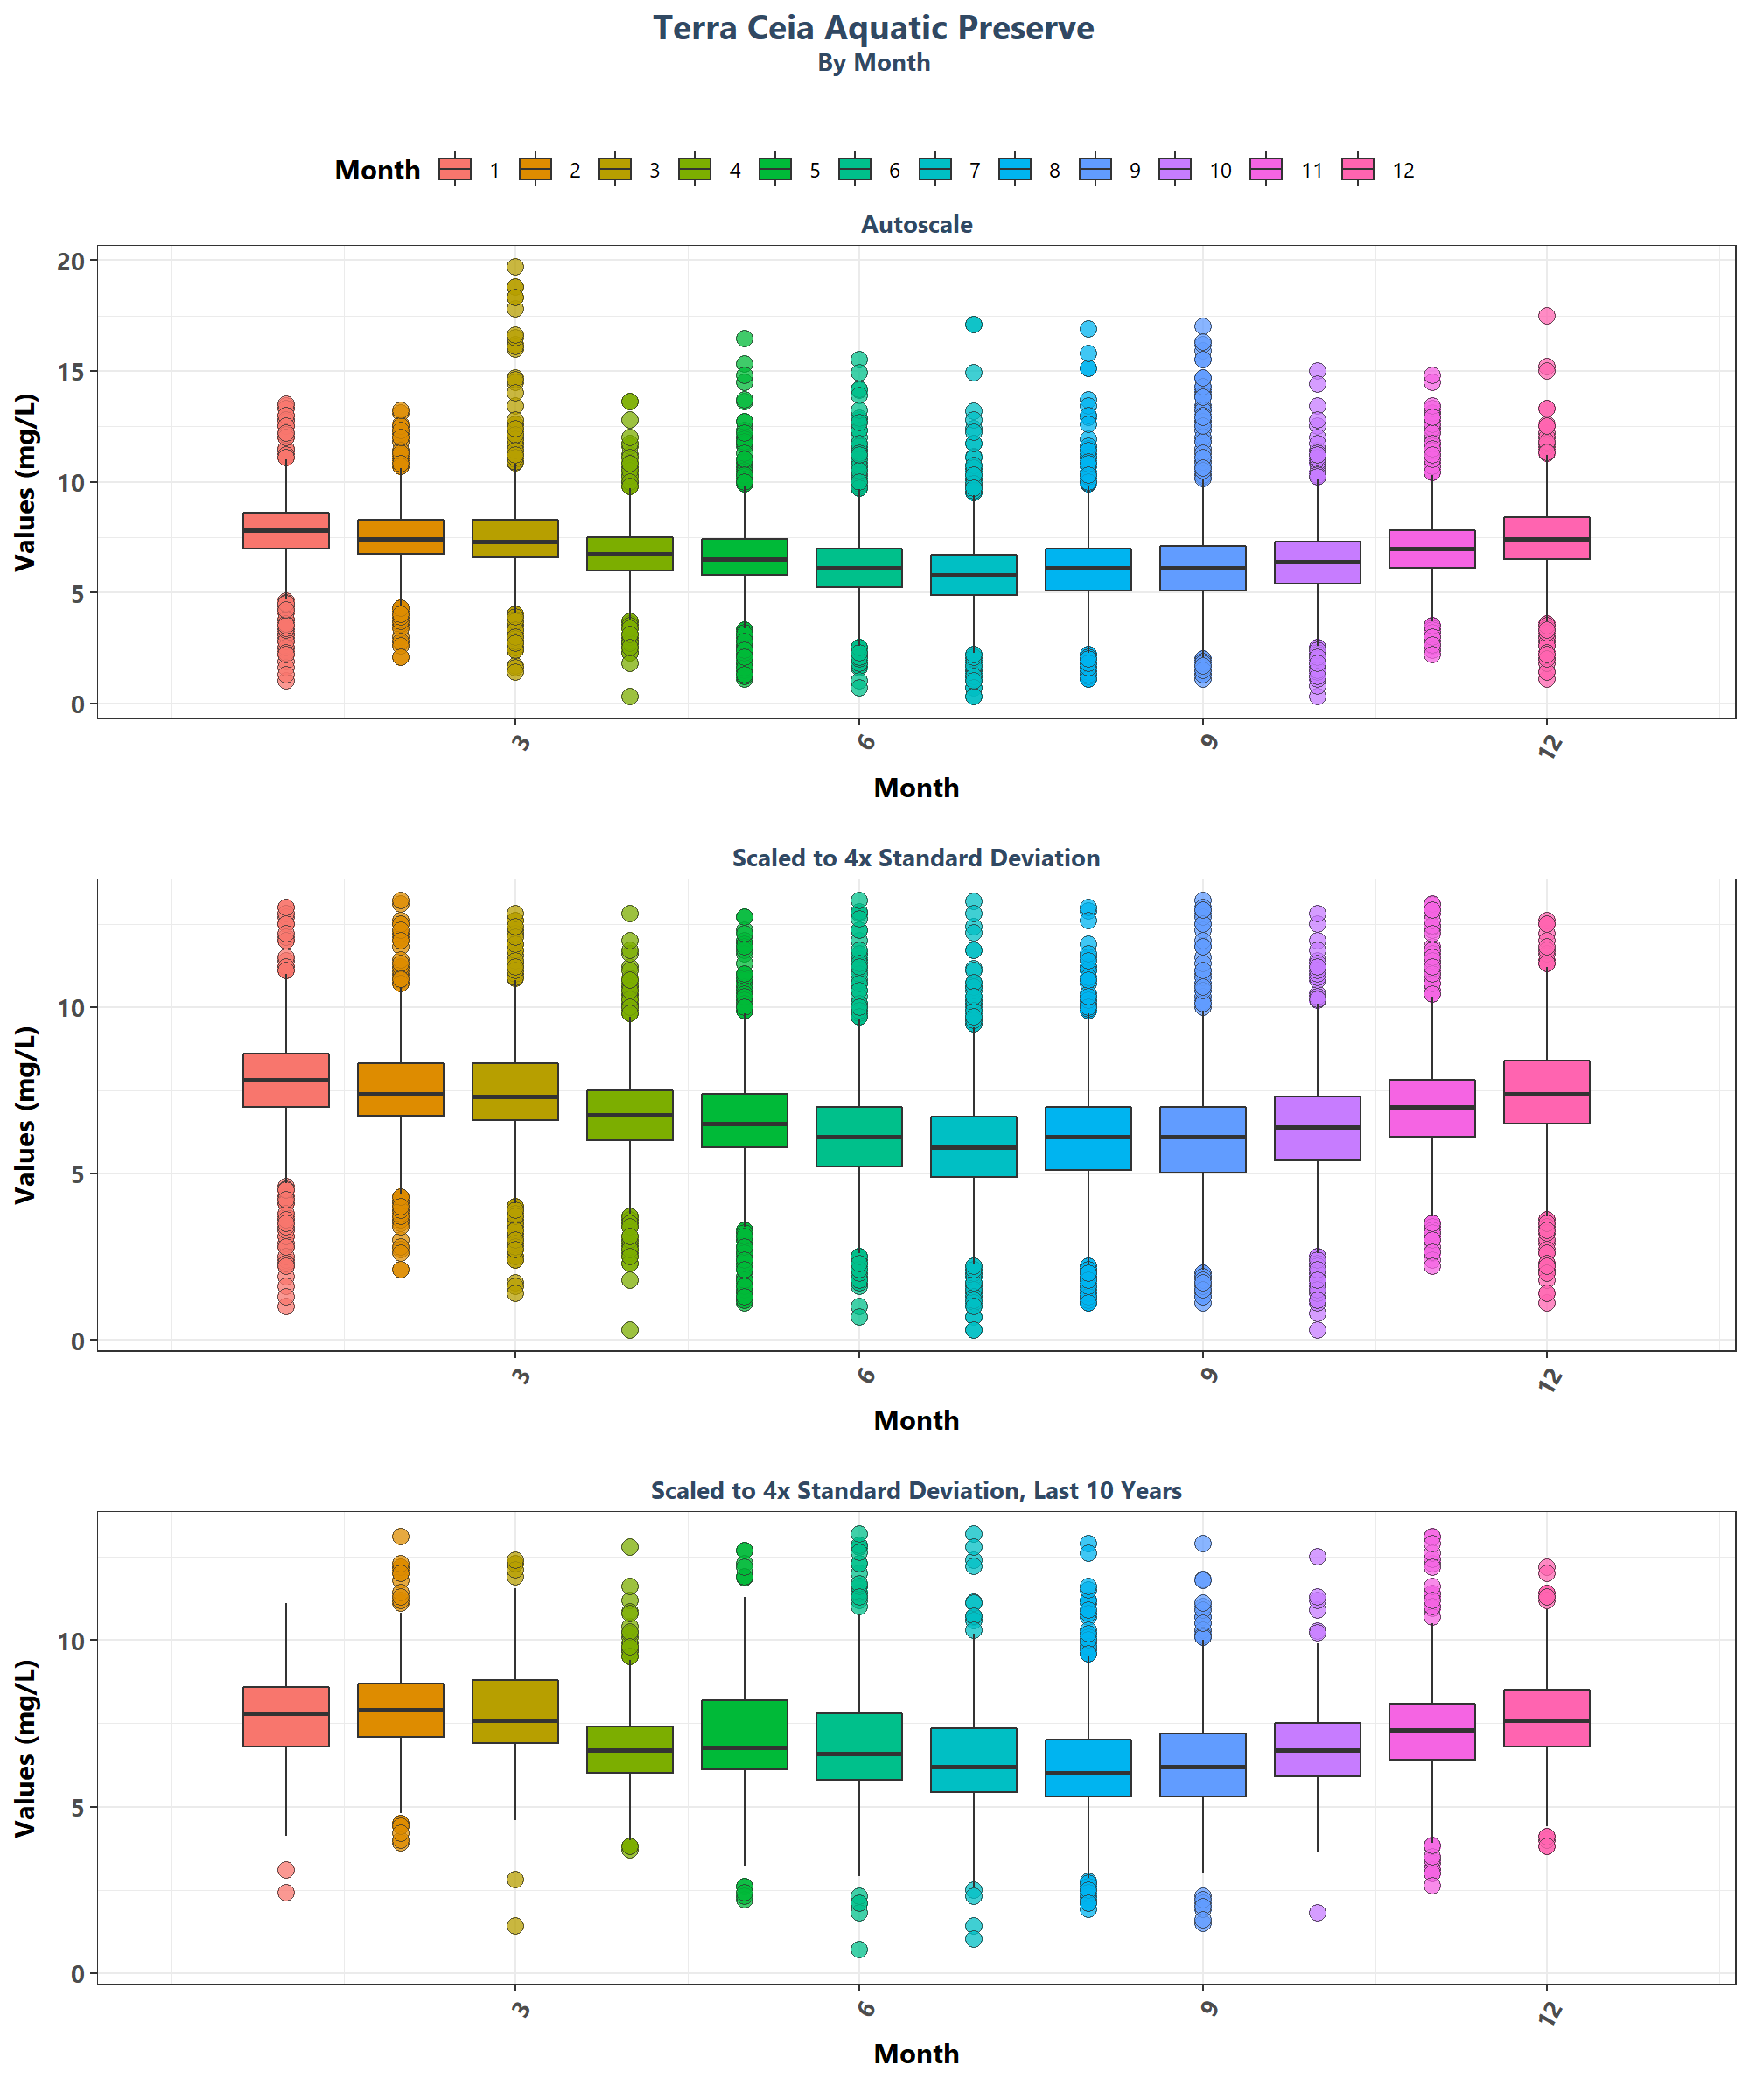 Terra Ceia Aquatic Preserve
By Month
Month 1 2 3 4 5 6 7 8 9 10 11 12
Autoscale
Values (mg/L)
20
15
10
5
0
3 6 9 12
Month
Scaled to 4x Standard Deviation
Values (mg/L)
10
5
0
3 6 9 12
Month
Scaled to 4x Standard Deviation, Last 10 Years
Values (mg/L)
10
5
0
3 6 9 12
Month